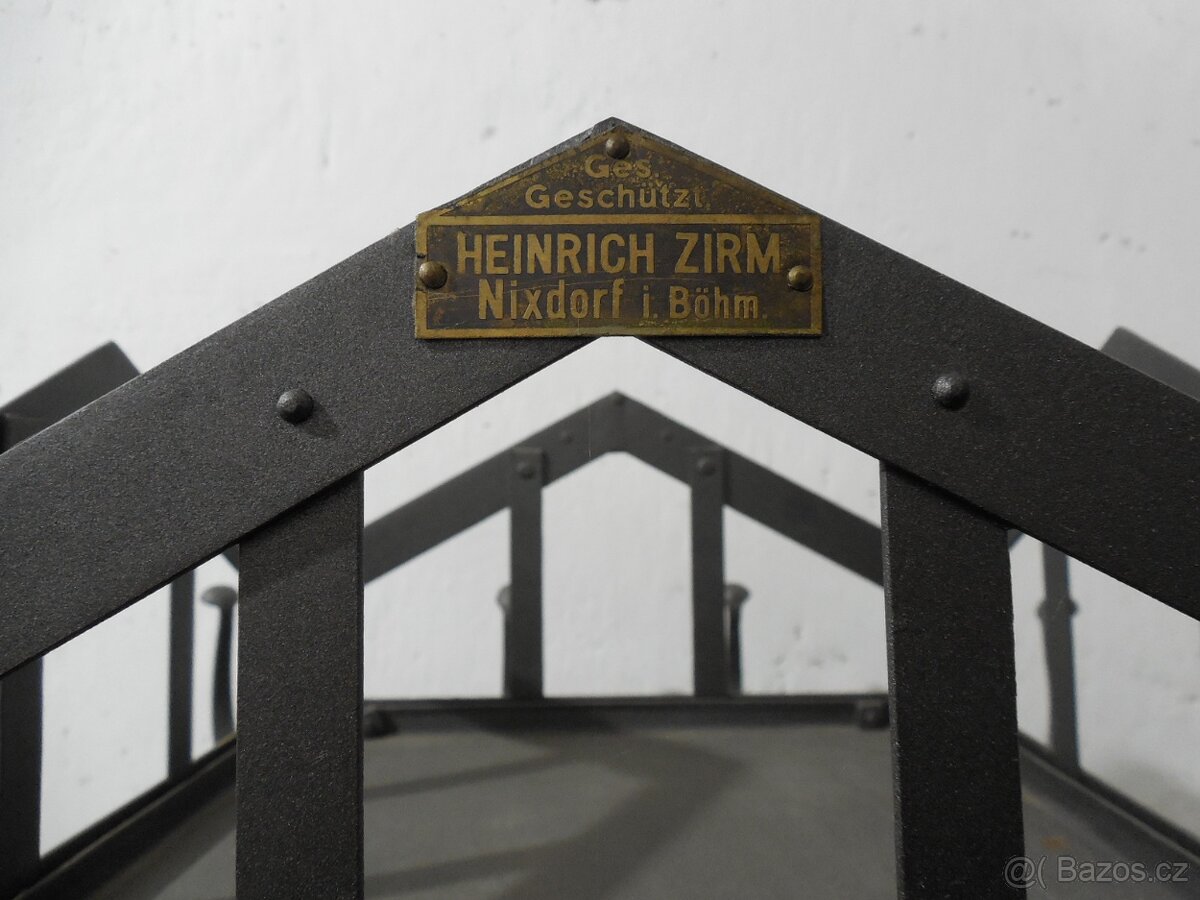 Ges.
Geschützt.
HEINRICH ZIRM
Nixdorf i. Böhm.
@( Bazos.cz